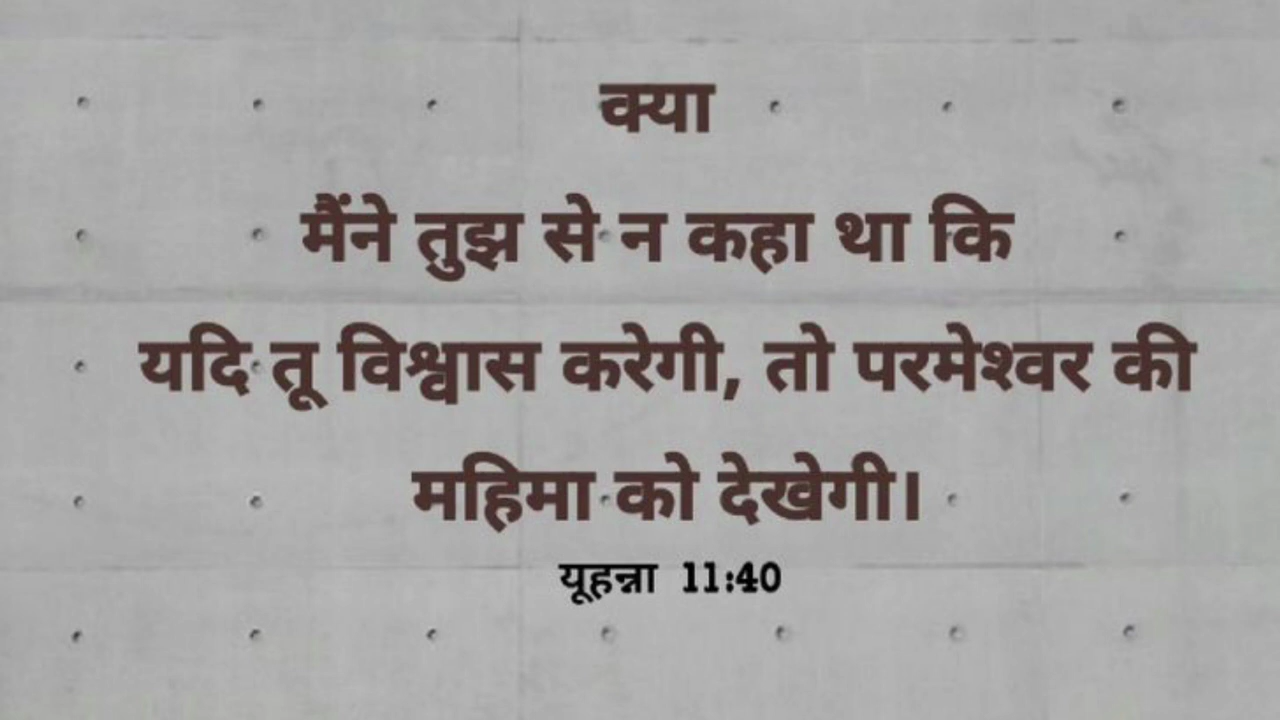 क्या
मैंने तुझ से न कहा था कि
यदि तू विश्वास करेगी, तो परमेश्वर की
महिमा को देखेगी।
यूहन्ना 11:40